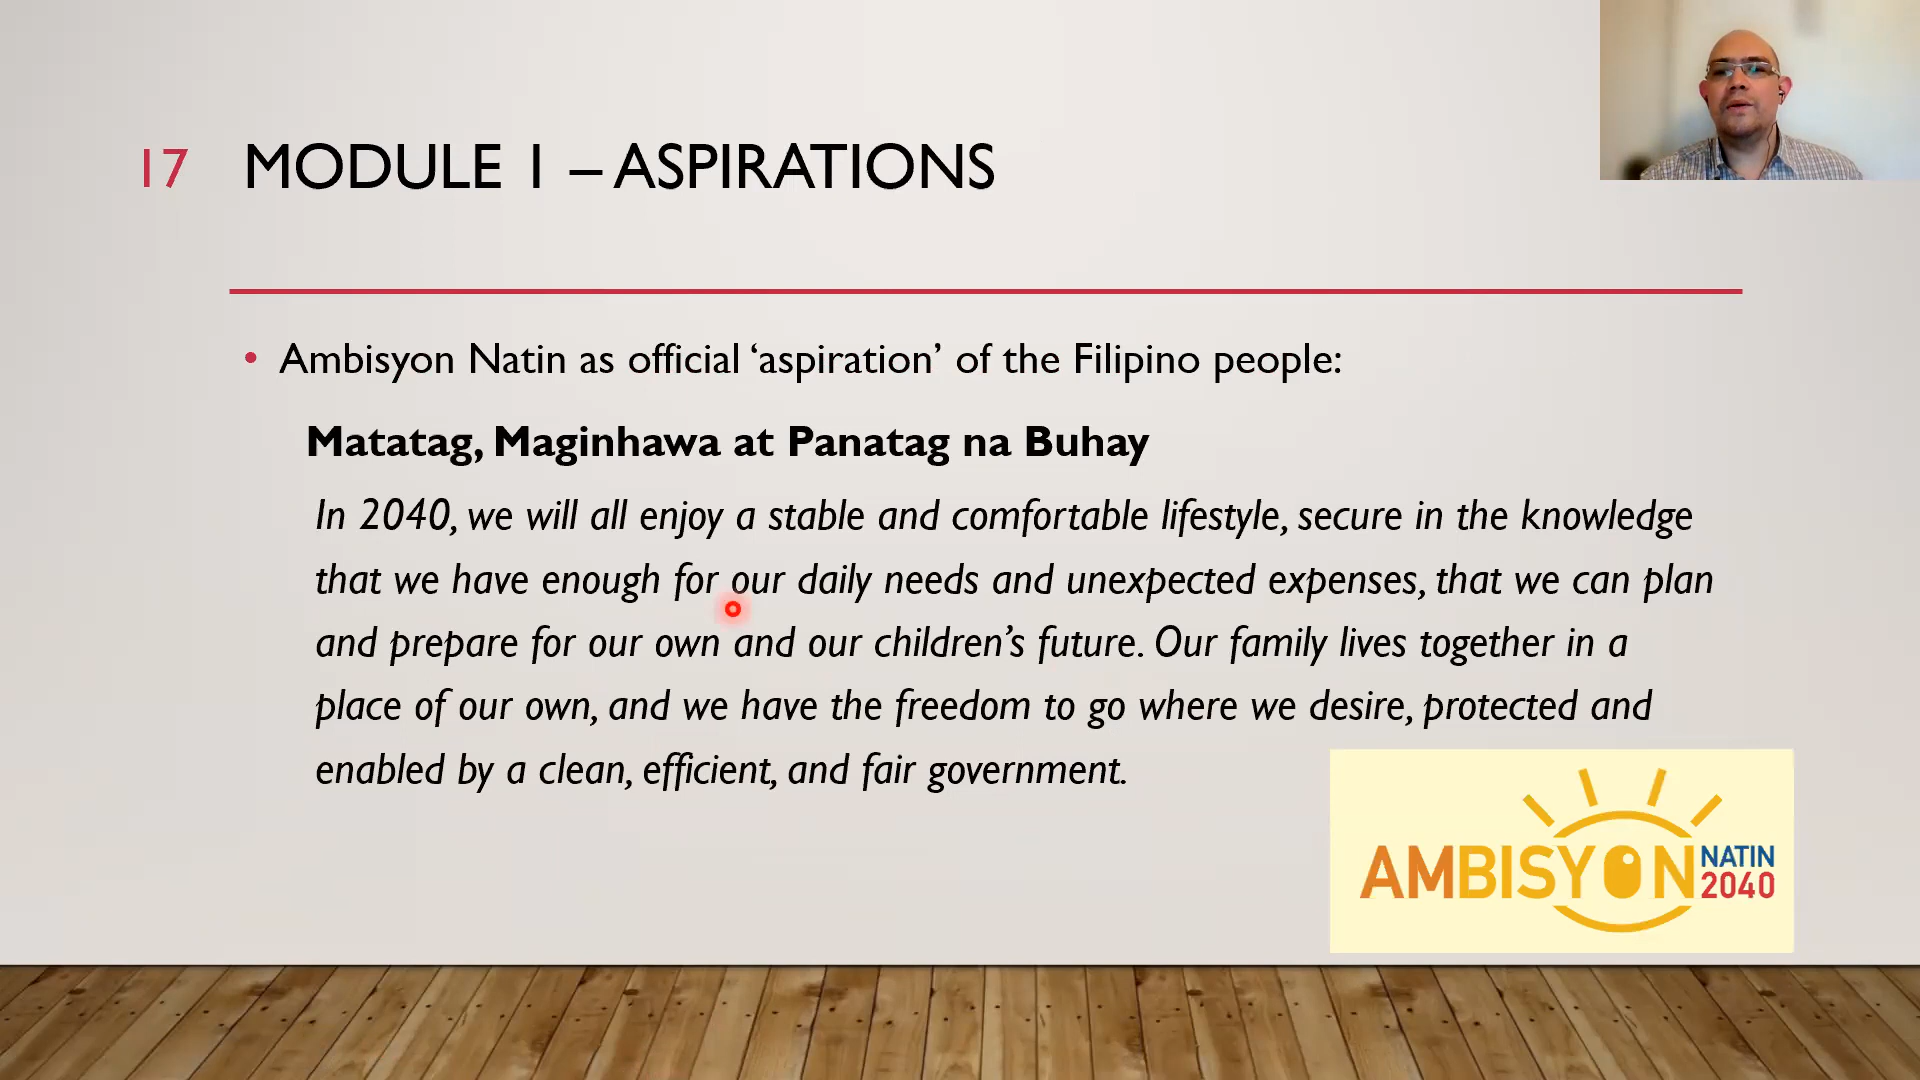 17 MODULE 1 – ASPIRATIONS
• Ambisyon Natin as official ‘aspiration’ of the Filipino people:
Matatag, Maginhawa at Panatag na Buhay
In 2040, we will all enjoy a stable and comfortable lifestyle, secure in the knowledge
that we have enough for our daily needs and unexpected expenses, that we can plan
and prepare for our own and our children’s future. Our family lives together in a
place of our own, and we have the freedom to go where we desire, protected and
enabled by a clean, efficient, and fair government.
AMBISYON NATIN
2040